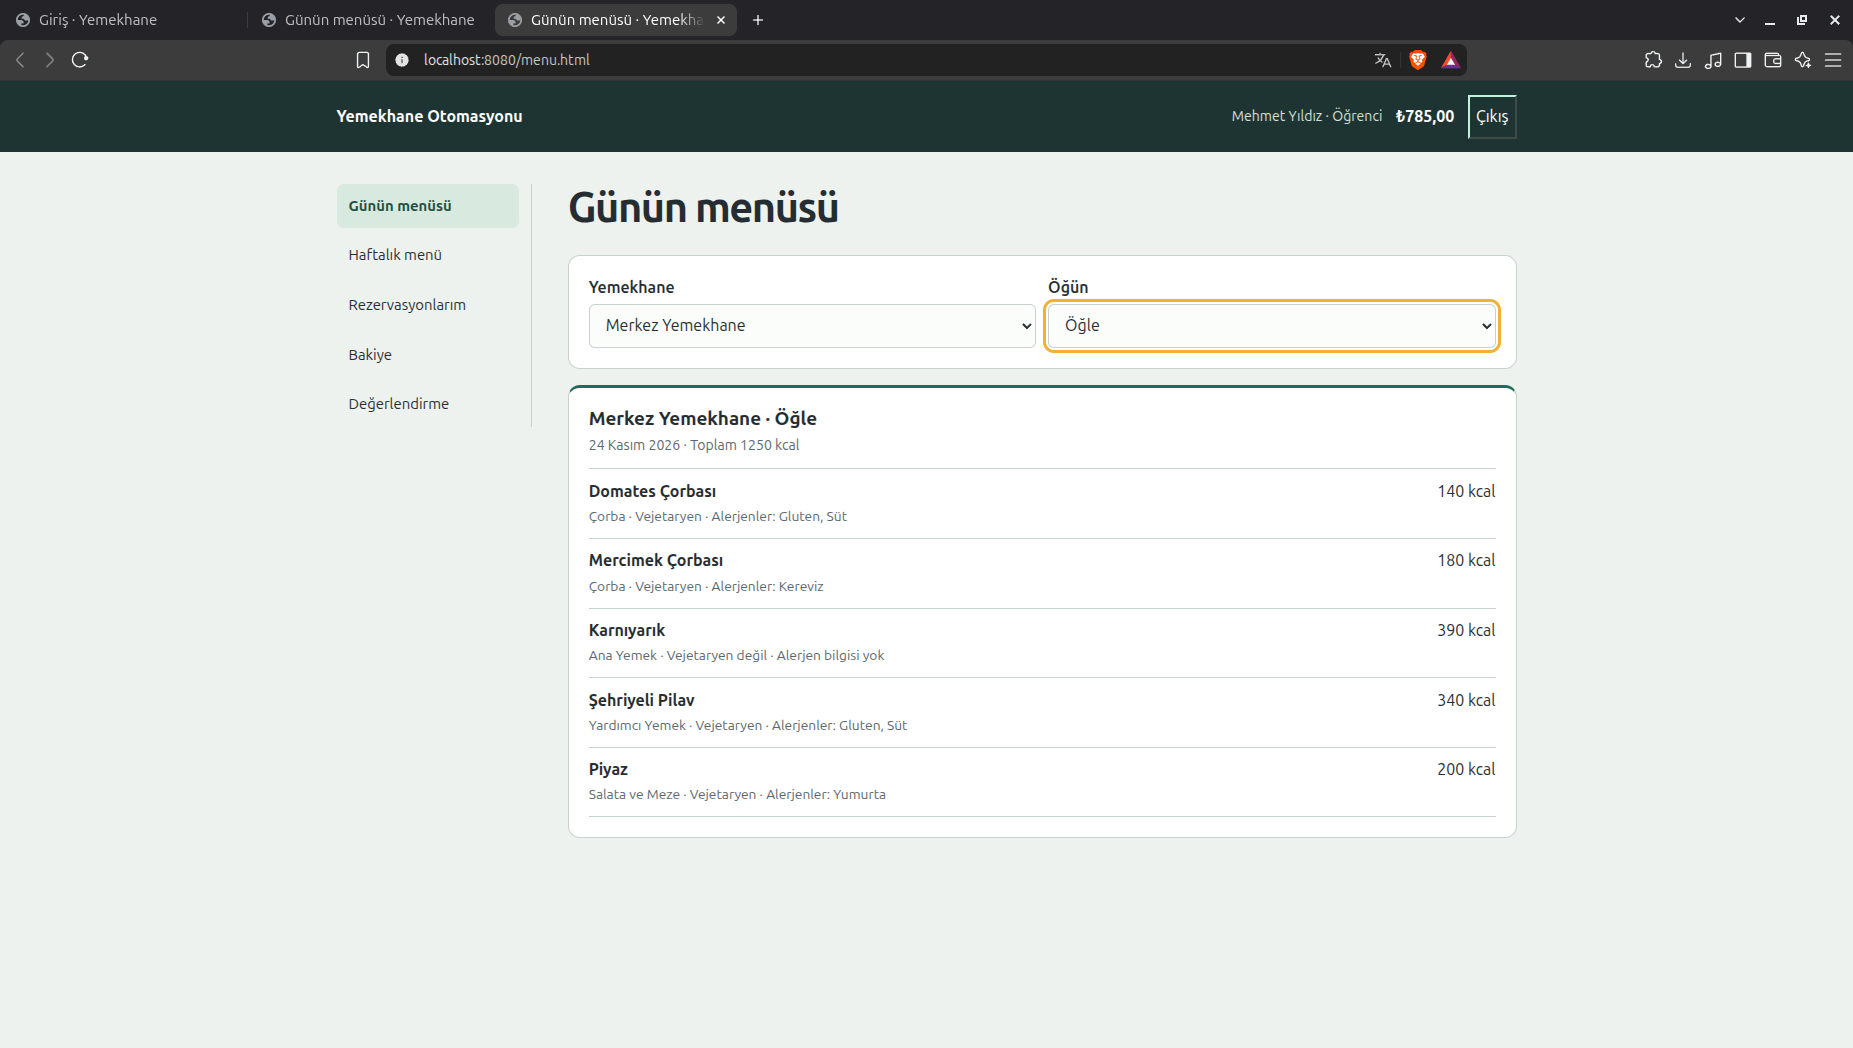 Giriş · Yemekhane
Günün menüsü · Yemekhane
Günün menüsü · Yemekha
localhost:8080/menu.html
Yemekhane Otomasyonu
Mehmet Yıldız · Öğrenci ₺785,00 Çıkış
Günün menüsü
Haftalık menü
Rezervasyonlarım
Bakiye
Değerlendirme
Günün menüsü
Yemekhane
Merkez Yemekhane
Öğün
Öğle
Merkez Yemekhane · Öğle
24 Kasım 2026 · Toplam 1250 kcal
Domates Çorbası 140 kcal
Çorba · Vejetaryen · Alerjenler: Gluten, Süt
Mercimek Çorbası 180 kcal
Çorba · Vejetaryen · Alerjenler: Kereviz
Karnıyarık 390 kcal
Ana Yemek · Vejetaryen değil · Alerjen bilgisi yok
Şehriyeli Pilav 340 kcal
Yardımcı Yemek · Vejetaryen · Alerjenler: Gluten, Süt
Piyaz 200 kcal
Salata ve Meze · Vejetaryen · Alerjenler: Yumurta